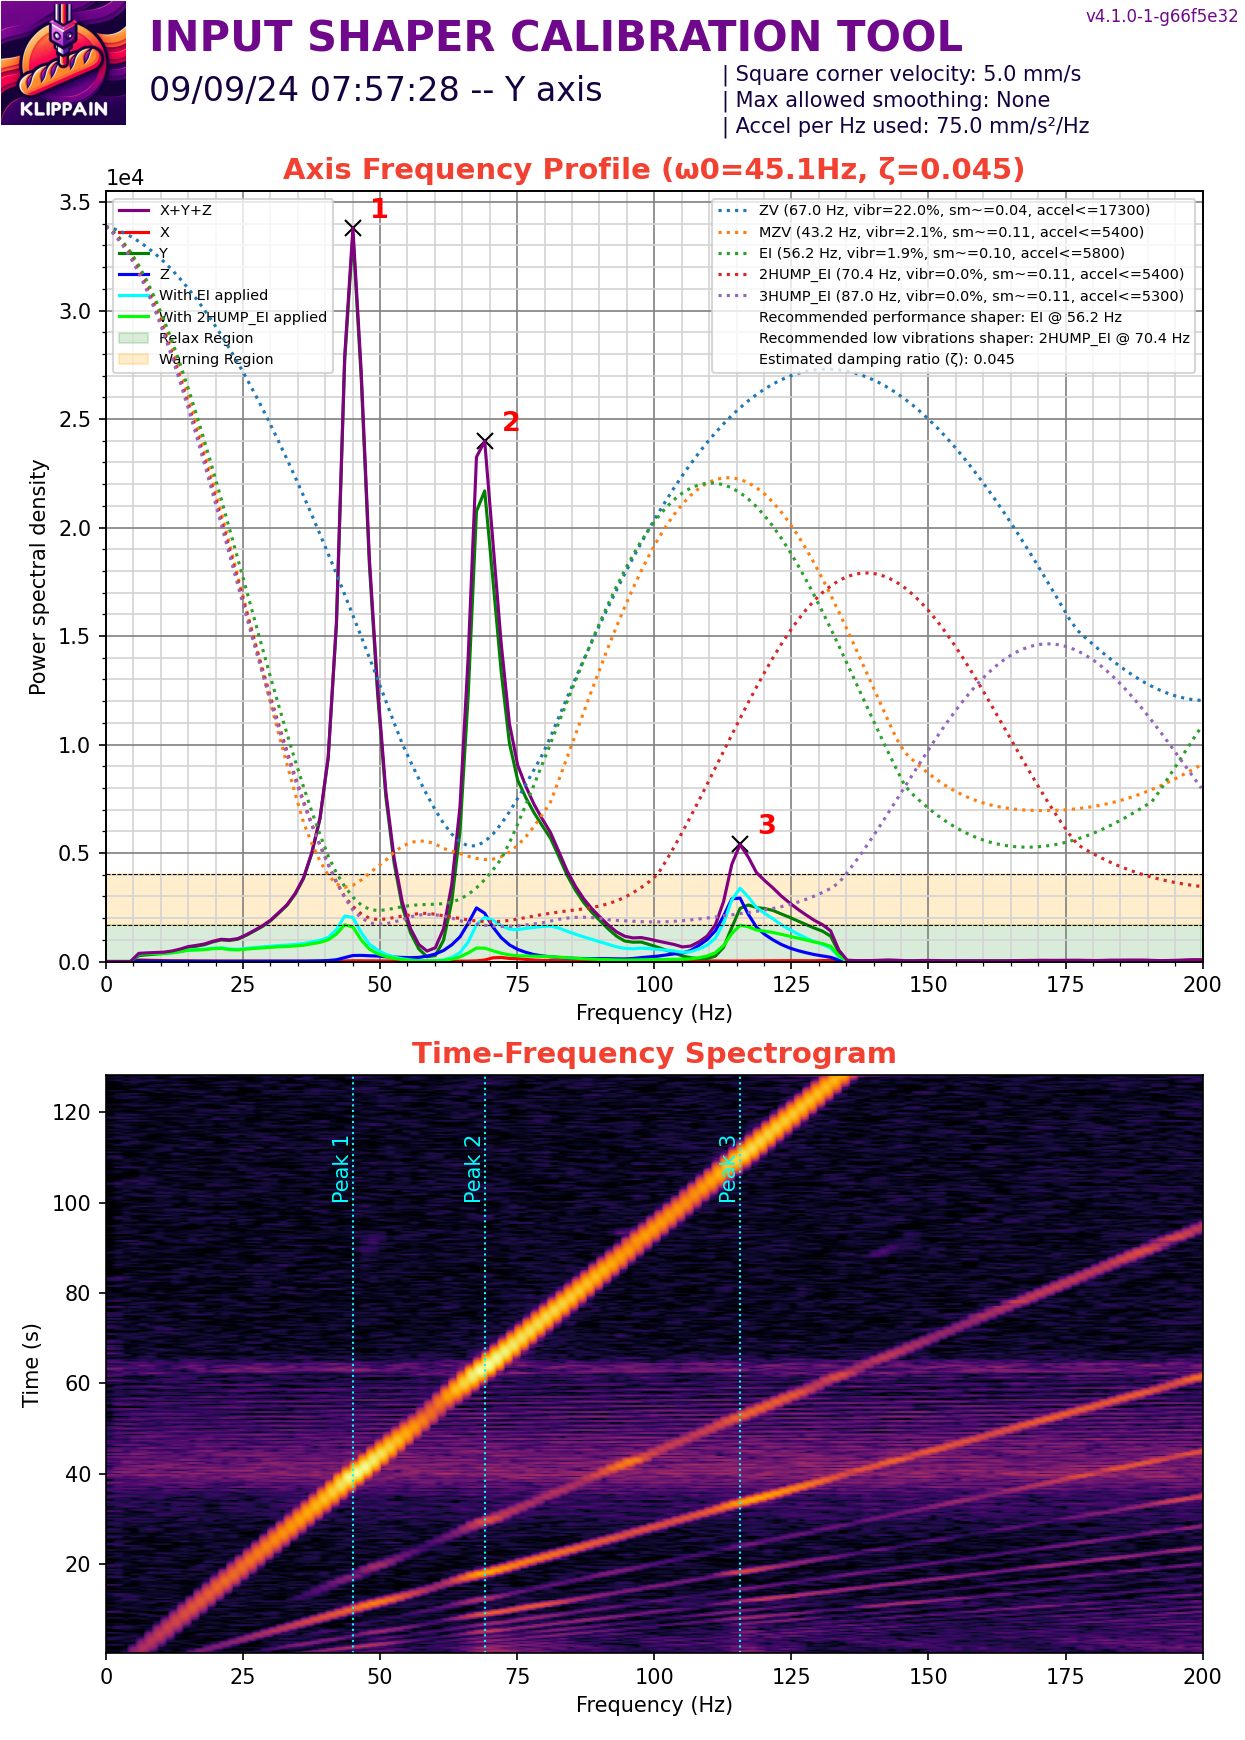 v4.1.0-1-g66f5e32
INPUT SHAPER CALIBRATION TOOL
KLIPPAIN
09/09/24 07:57:28 -- Y axis
| Square corner velocity: 5.0 mm/s
| Max allowed smoothing: None
| Accel per Hz used: 75.0 mm/s²/Hz
Axis Frequency Profile (ω0=45.1Hz, ζ=0.045)
1e4
X+Y+Z
X
Y
Z
With EI applied
With 2HUMP_EI applied
Relax Region
Warning Region
ZV (67.0 Hz, vibr=22.0%, sm~=0.04, accel<=17300)
MZV (43.2 Hz, vibr=2.1%, sm~=0.11, accel<=5400)
EI (56.2 Hz, vibr=1.9%, sm~=0.10, accel<=5800)
2HUMP_EI (70.4 Hz, vibr=0.0%, sm~=0.11, accel<=5400)
3HUMP_EI (87.0 Hz, vibr=0.0%, sm~=0.11, accel<=5300)
Recommended performance shaper: EI @ 56.2 Hz
Recommended low vibrations shaper: 2HUMP_EI @ 70.4 Hz
Estimated damping ratio (ζ): 0.045
1
2
3
Power spectral density
3.5
3.0
2.5
2.0
1.5
1.0
0.5
0.0
0 25 50 75 100 125 150 175 200
Frequency (Hz)
Time-Frequency Spectrogram
Peak 1
Peak 2
Peak 3
Time (s)
120
100
80
60
40
20
0 25 50 75 100 125 150 175 200
Frequency (Hz)